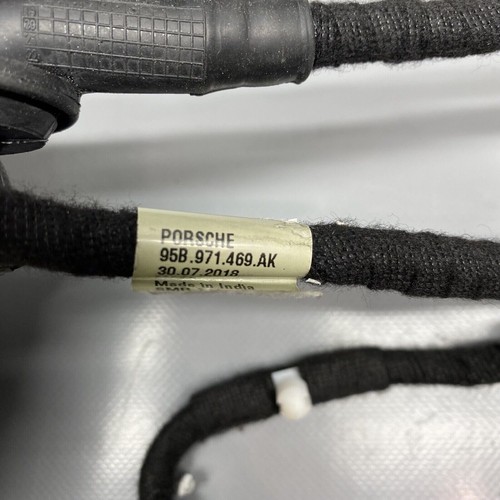 PORSCHE
95B.971.469.AK
30.07.2018
Made in India